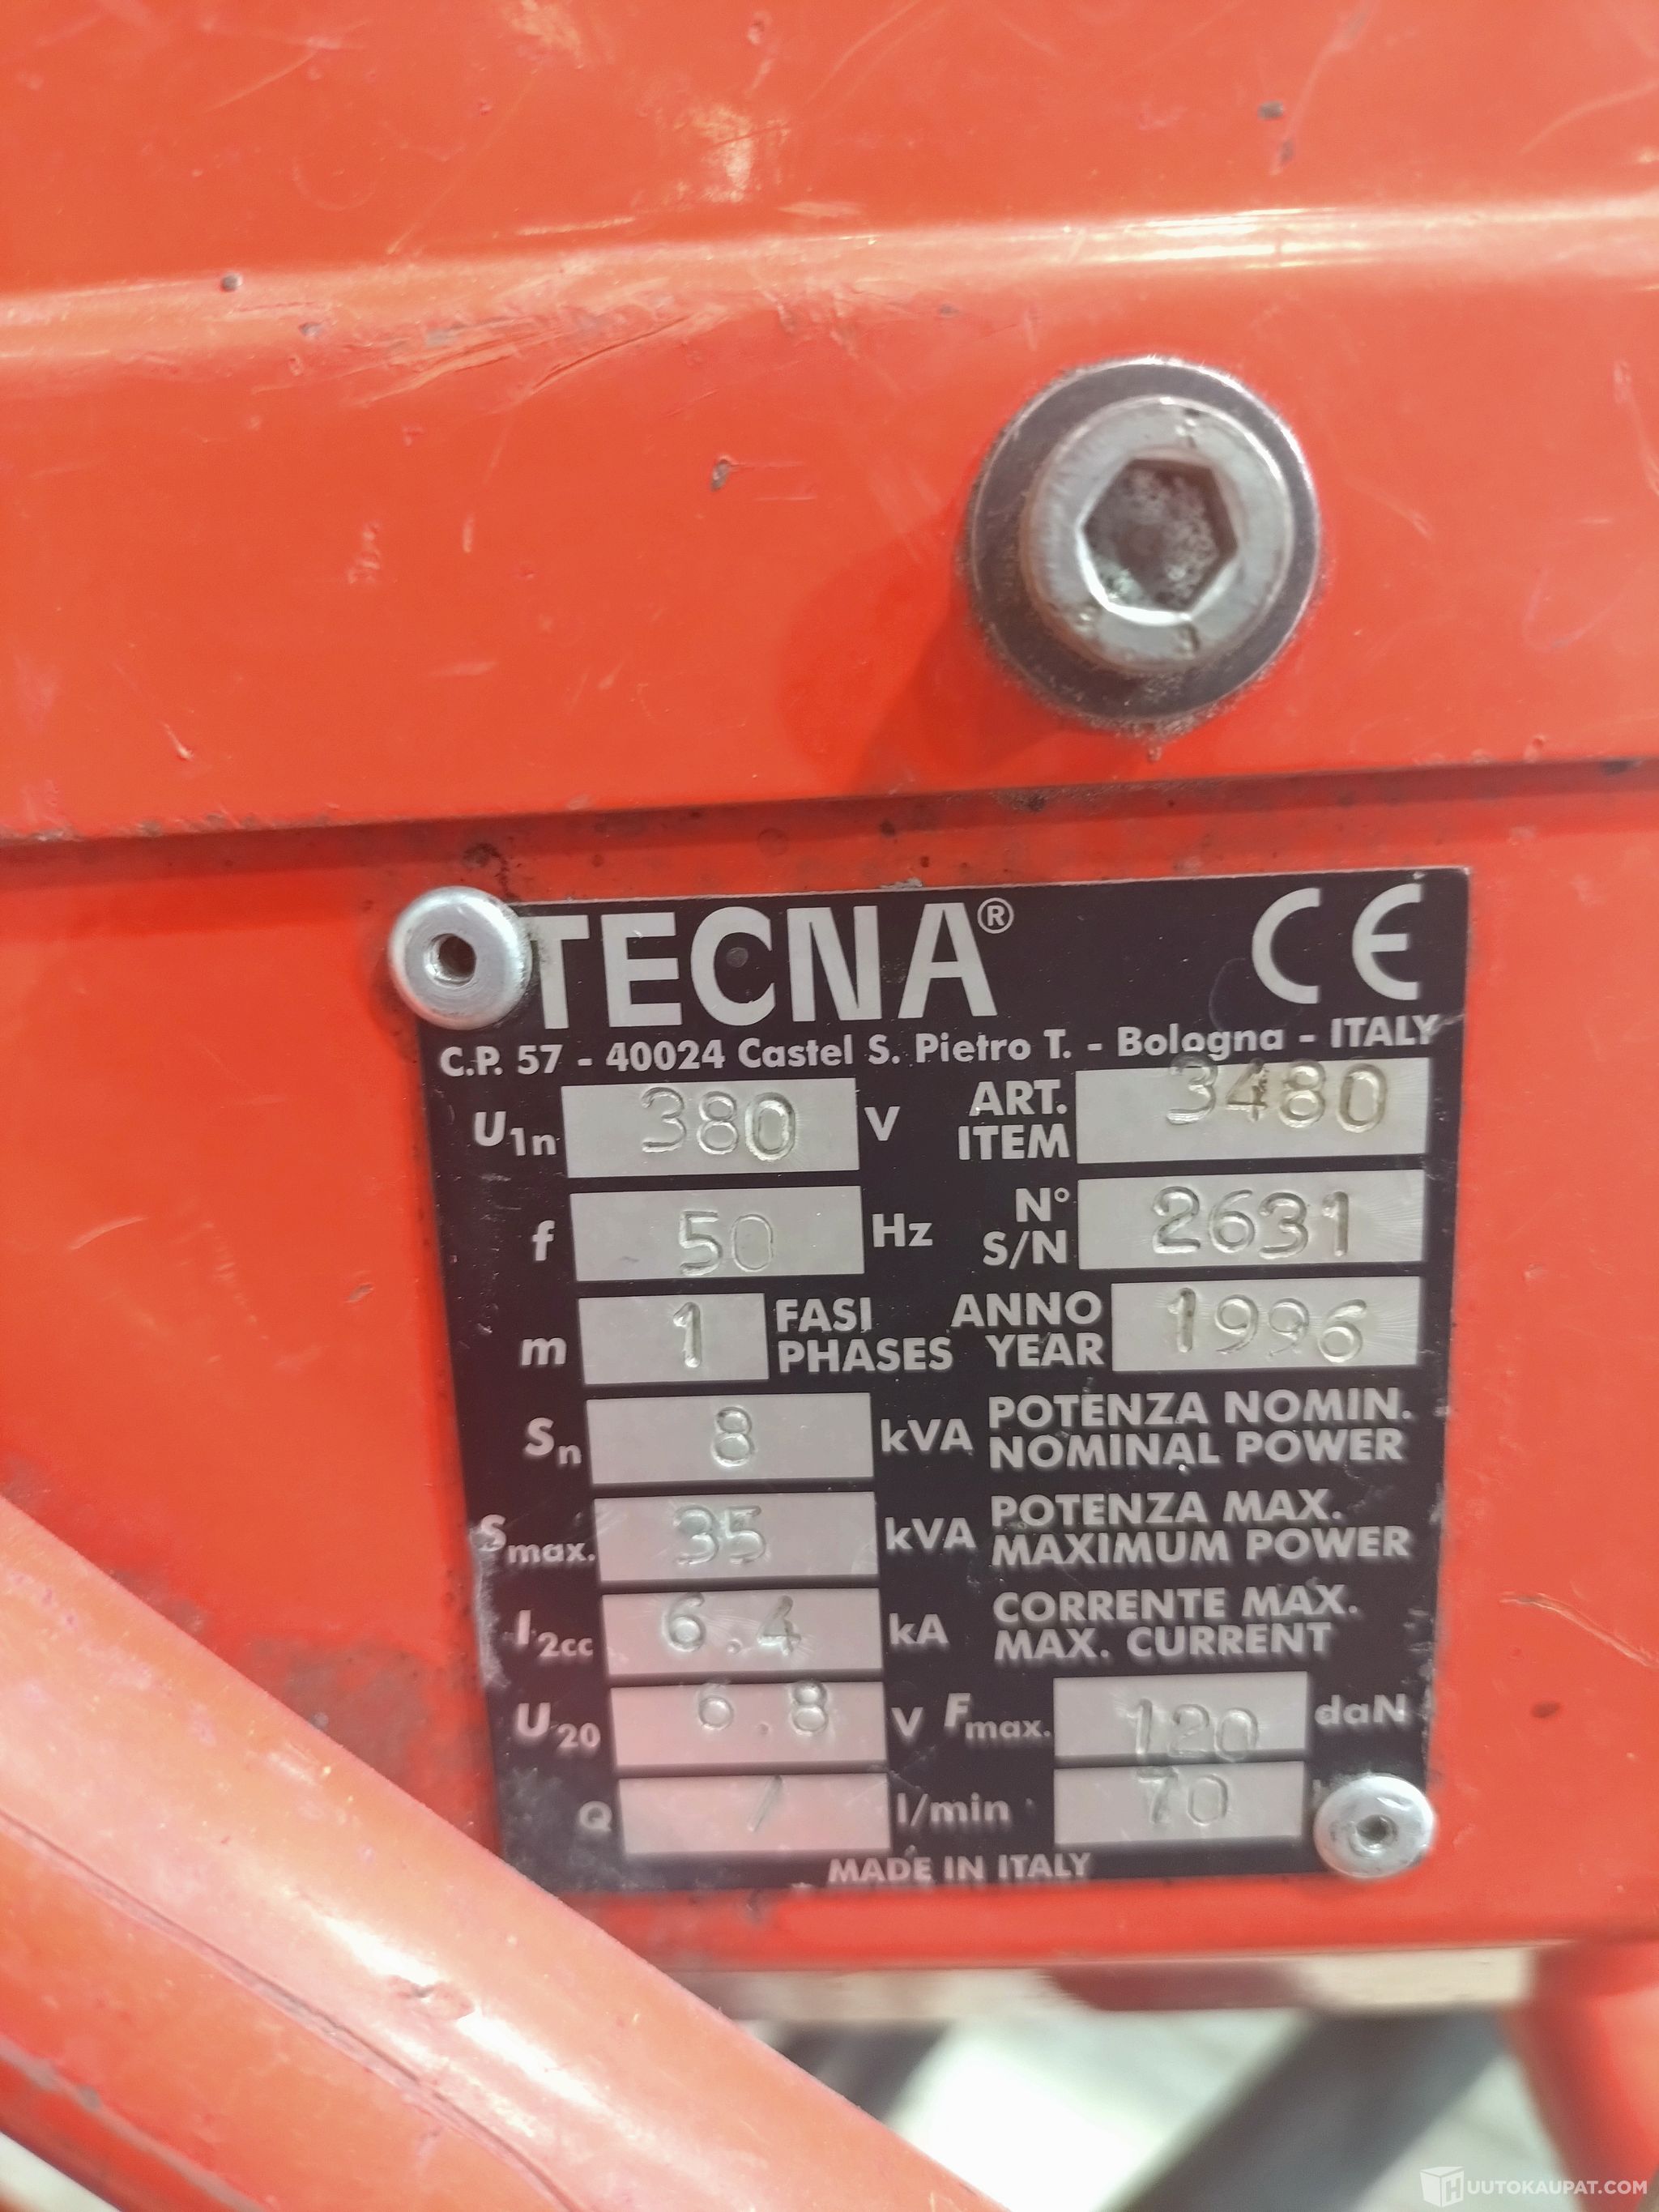 TECNA® CE
C.P. 57 - 40024 Castel S. Pietro T. - Bologna - ITALY
U1n 380 V ART. ITEM 3480
f 50 Hz N° S/N 2631
m 1 FASI PHASES ANNO YEAR 1996
Sn 8 kVA POTENZA NOMIN. NOMINAL POWER
Smax. 35 kVA POTENZA MAX. MAXIMUM POWER
I2cc 6.4 kA CORRENTE MAX. MAX. CURRENT
U20 6.8 V Fmax. 120 daN
Q / l/min 70
MADE IN ITALY
HUUTOKAUPAT.COM